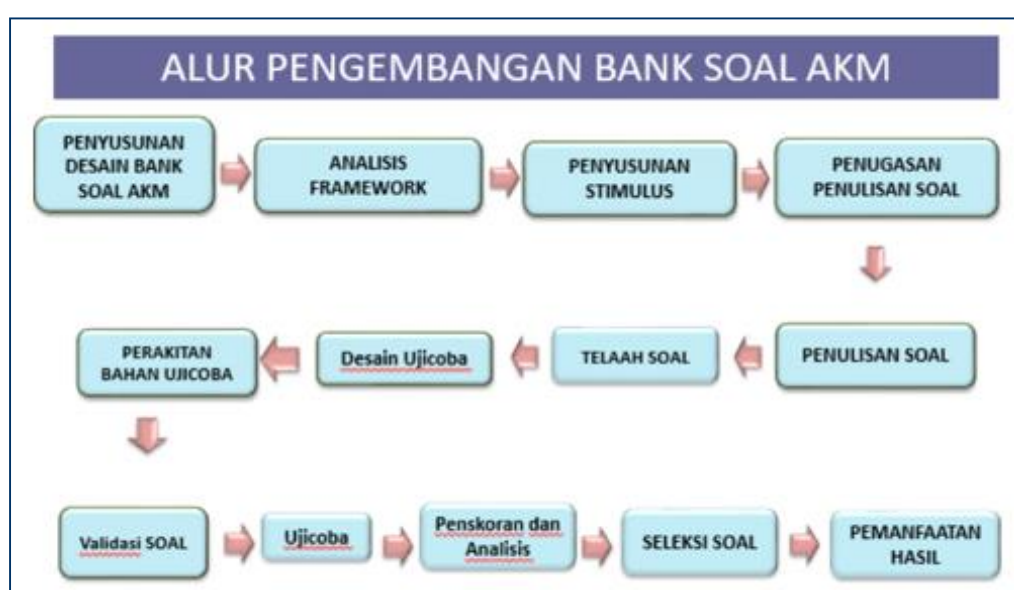 ALUR PENGEMBANGAN BANK SOAL AKM
PENYUSUNAN
DESAIN BANK
SOAL AKM
ANALISIS
FRAMEWORK
PENYUSUNAN
STIMULUS
PENUGASAN
PENULISAN SOAL
PENULISAN SOAL
TELAAH SOAL
Desain Ujicoba
PERAKITAN
BAHAN UJICOBA
Validasi SOAL
Ujicoba
Penskoran dan
Analisis
SELEKSI SOAL
PEMANFAATAN
HASIL